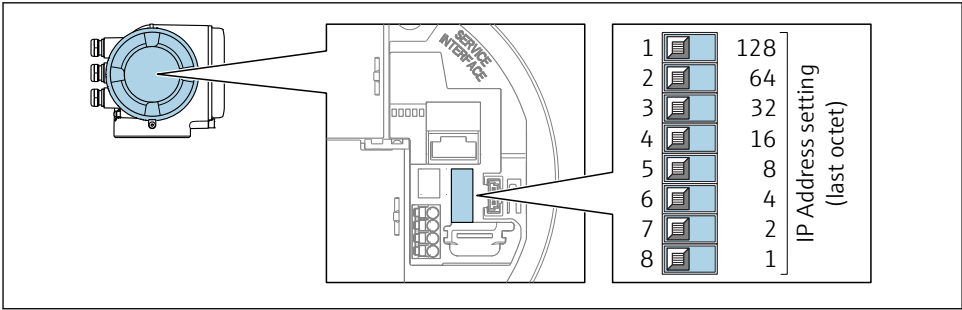 SERVICE
INTERFACE
1 128
2 64
3 32
4 16
5 8
6 4
7 2
8 1
IP Address setting
(last octet)